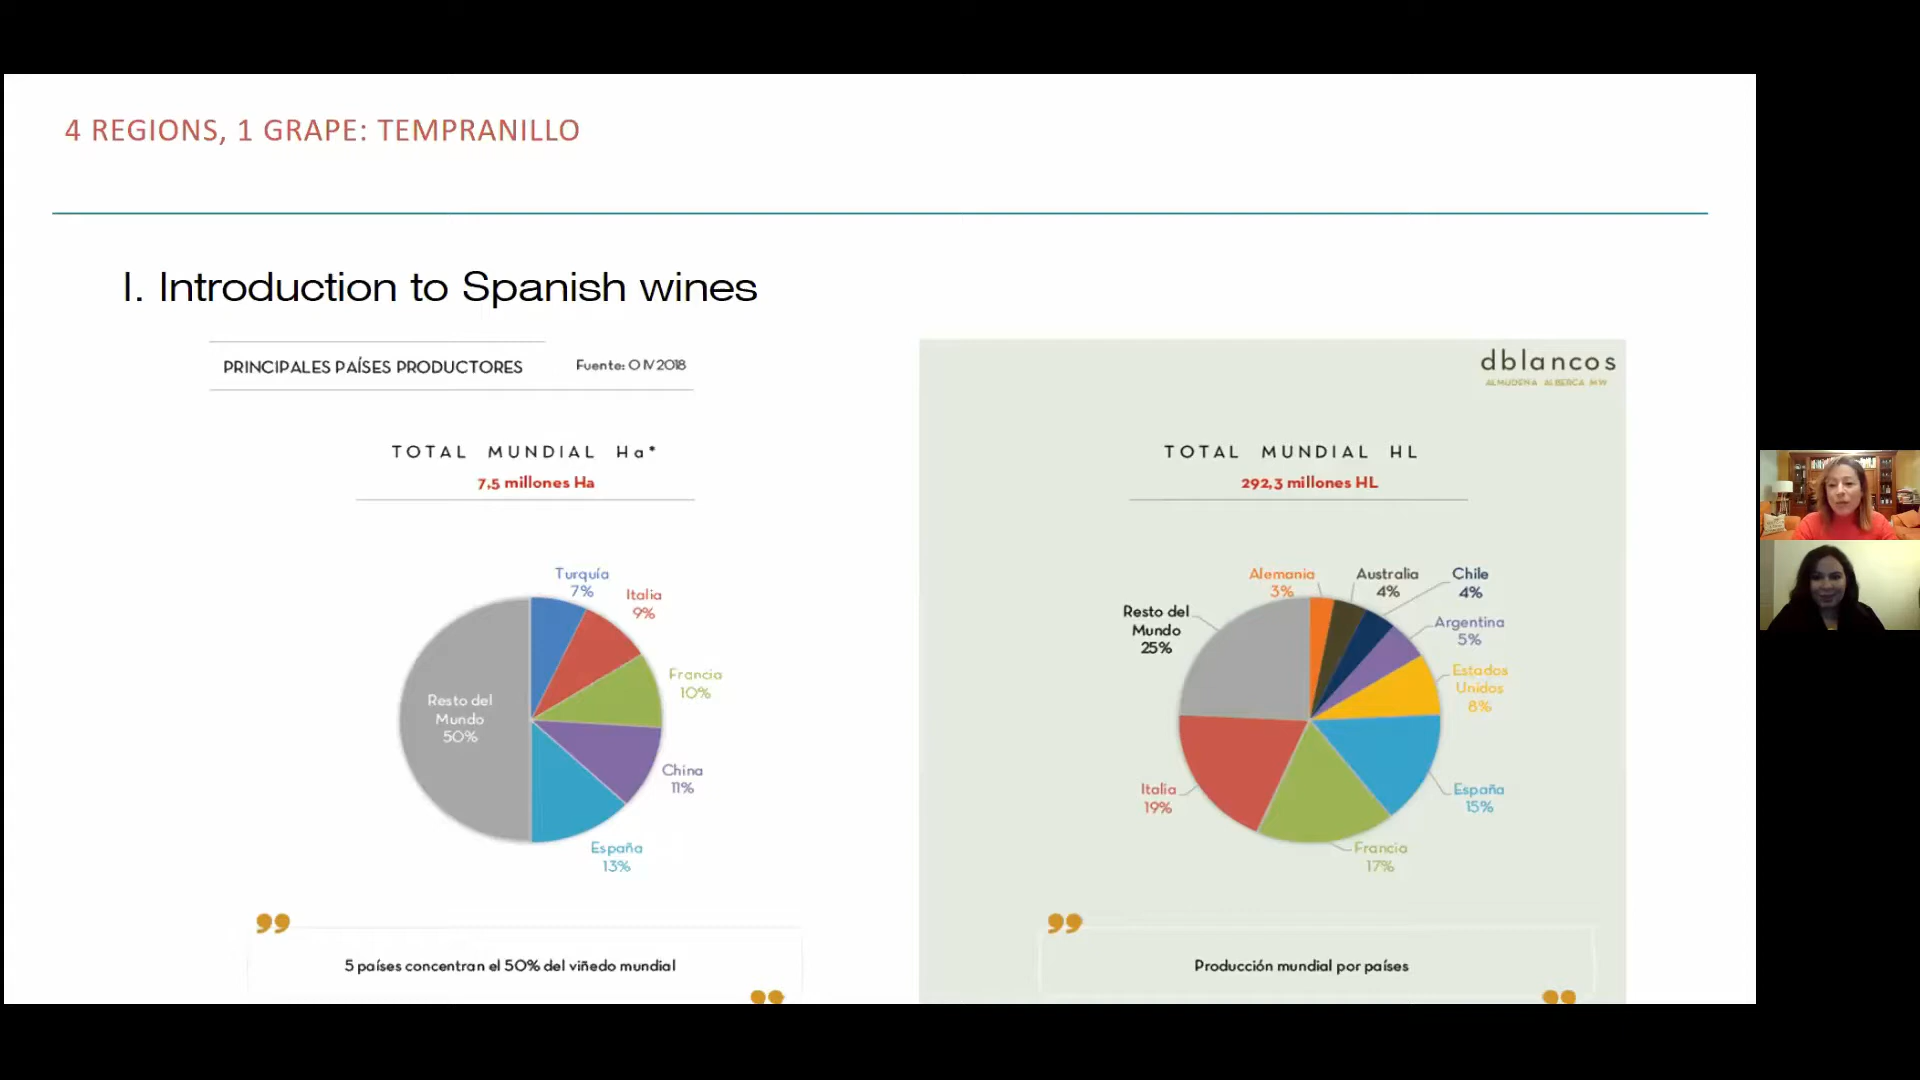 4 REGIONS, 1 GRAPE: TEMPRANILLO
I. Introduction to Spanish wines
PRINCIPALES PAÍSES PRODUCTORES
Fuente: OIV 2018
TOTAL MUNDIAL Ha*
7,5 millones Ha
Turquía
7%
Italia
9%
Francia
10%
Resto del
Mundo
50%
China
11%
España
13%
5 países concentran el 50% del viñedo mundial
dblancos
ALMUDENA ALBERCA MW
TOTAL MUNDIAL HL
292,3 millones HL
Alemania
3%
Australia
4%
Chile
4%
Resto del
Mundo
25%
Argentina
5%
Estados
Unidos
8%
Italia
19%
España
15%
Francia
17%
Producción mundial por países